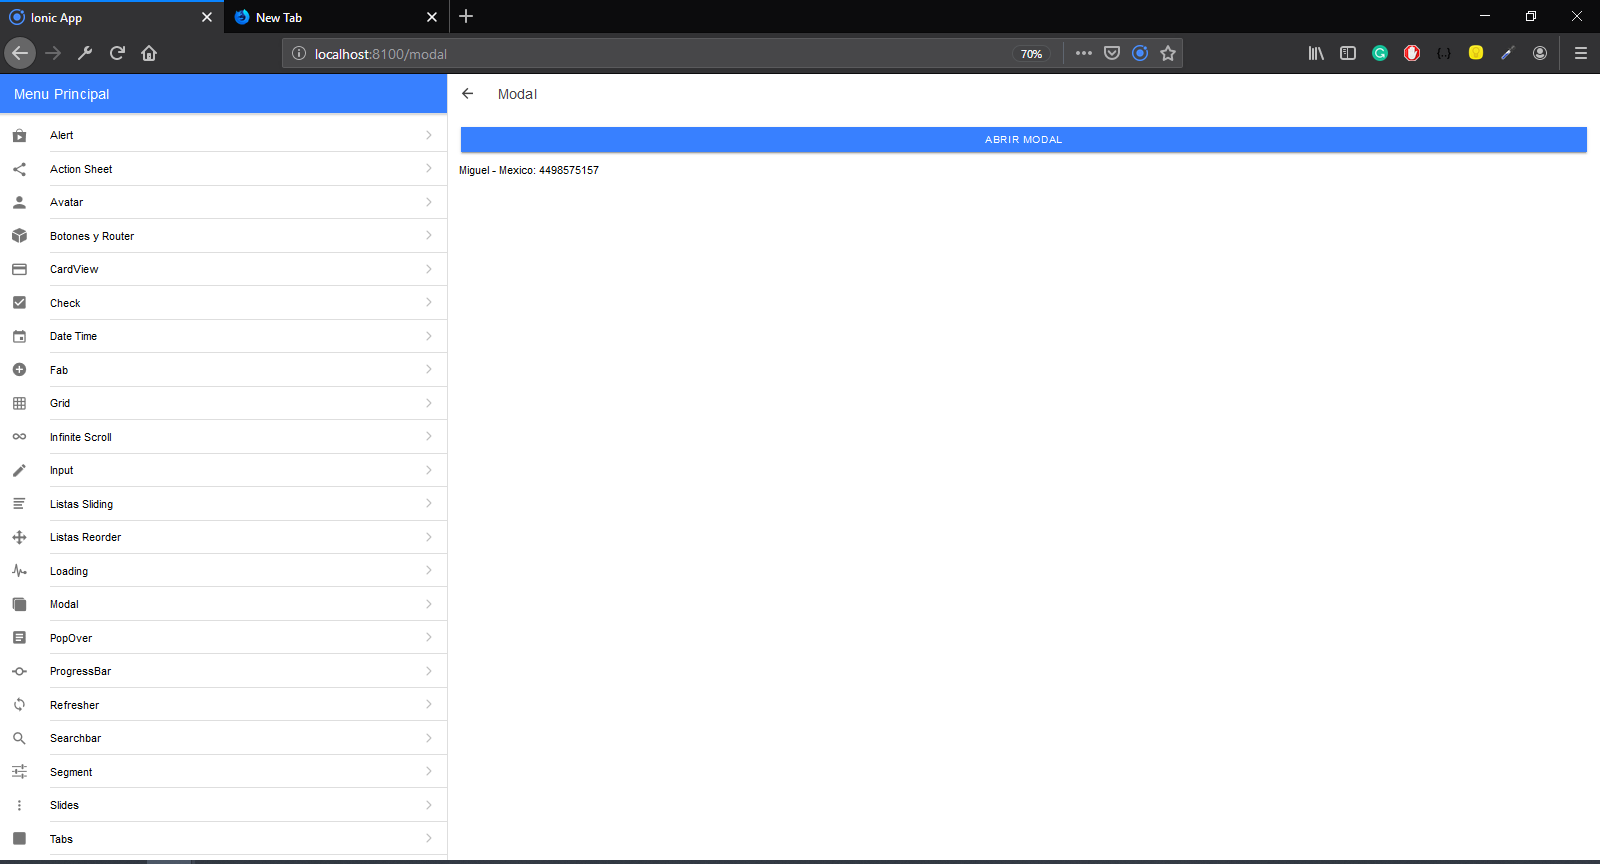 Ionic App
New Tab
localhost:8100/modal
70%
Menu Principal
Modal
Alert
ABRIR MODAL
Action Sheet
Miguel - Mexico: 4498575157
Avatar
Botones y Router
CardView
Check
Date Time
Fab
Grid
Infinite Scroll
Input
Listas Sliding
Listas Reorder
Loading
Modal
PopOver
ProgressBar
Refresher
Searchbar
Segment
Slides
Tabs